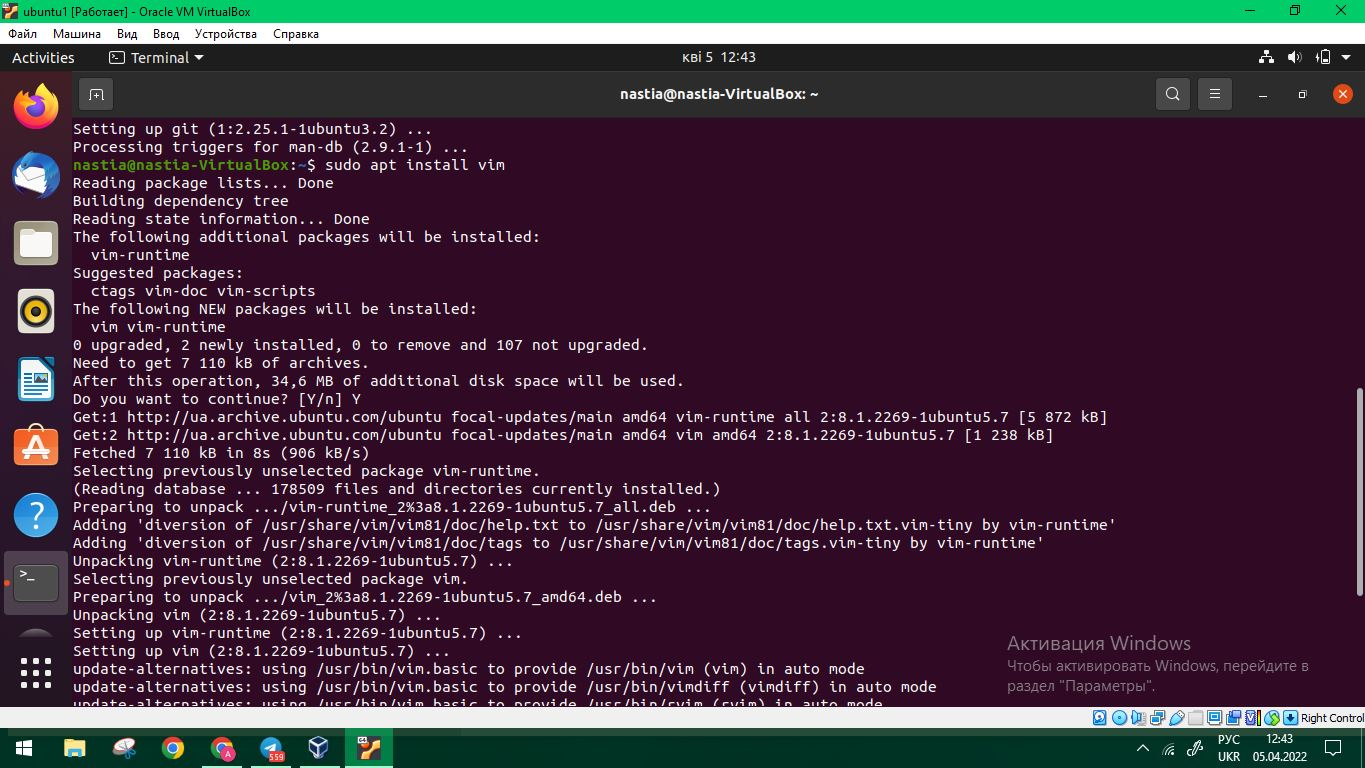 ubuntu1 [Работает] - Oracle VM VirtualBox
Файл Машина Вид Ввод Устройства Справка
Activities Terminal кві 5 12:43
nastia@nastia-VirtualBox: ~
Setting up git (1:2.25.1-1ubuntu3.2) ...
Processing triggers for man-db (2.9.1-1) ...
nastia@nastia-VirtualBox:~$ sudo apt install vim
Reading package lists... Done
Building dependency tree
Reading state information... Done
The following additional packages will be installed:
vim-runtime
Suggested packages:
ctags vim-doc vim-scripts
The following NEW packages will be installed:
vim vim-runtime
0 upgraded, 2 newly installed, 0 to remove and 107 not upgraded.
Need to get 7 110 kB of archives.
After this operation, 34,6 MB of additional disk space will be used.
Do you want to continue? [Y/n] Y
Get:1 http://ua.archive.ubuntu.com/ubuntu focal-updates/main amd64 vim-runtime all 2:8.1.2269-1ubuntu5.7 [5 872 kB]
Get:2 http://ua.archive.ubuntu.com/ubuntu focal-updates/main amd64 vim amd64 2:8.1.2269-1ubuntu5.7 [1 238 kB]
Fetched 7 110 kB in 8s (906 kB/s)
Selecting previously unselected package vim-runtime.
(Reading database ... 178509 files and directories currently installed.)
Preparing to unpack .../vim-runtime_2%3a8.1.2269-1ubuntu5.7_all.deb ...
Adding 'diversion of /usr/share/vim/vim81/doc/help.txt to /usr/share/vim/vim81/doc/help.txt.vim-tiny by vim-runtime'
Adding 'diversion of /usr/share/vim/vim81/doc/tags to /usr/share/vim/vim81/doc/tags.vim-tiny by vim-runtime'
Unpacking vim-runtime (2:8.1.2269-1ubuntu5.7) ...
Selecting previously unselected package vim.
Preparing to unpack .../vim_2%3a8.1.2269-1ubuntu5.7_amd64.deb ...
Unpacking vim (2:8.1.2269-1ubuntu5.7) ...
Setting up vim-runtime (2:8.1.2269-1ubuntu5.7) ...
Setting up vim (2:8.1.2269-1ubuntu5.7) ...
update-alternatives: using /usr/bin/vim.basic to provide /usr/bin/vim (vim) in auto mode
update-alternatives: using /usr/bin/vim.basic to provide /usr/bin/vimdiff (vimdiff) in auto mode
update-alternatives: using /usr/bin/vim.basic to provide /usr/bin/rvim (rvim) in auto mode
Активация Windows
Чтобы активировать Windows, перейдите в
раздел "Параметры".
Right Control
559
64
РУС 12:43
UKR 05.04.2022